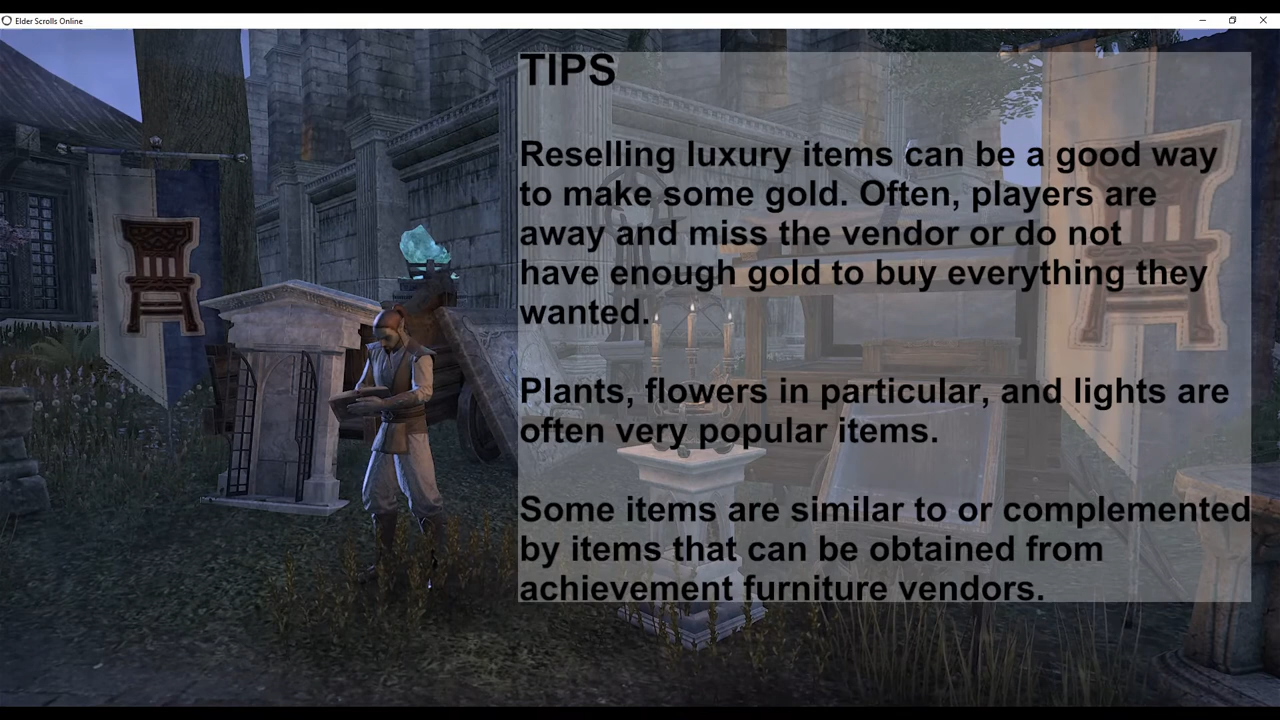 Elder Scrolls Online
TIPS
Reselling luxury items can be a good way
to make some gold. Often, players are
away and miss the vendor or do not
have enough gold to buy everything they
wanted.
Plants, flowers in particular, and lights are
often very popular items.
Some items are similar to or complemented
by items that can be obtained from
achievement furniture vendors.